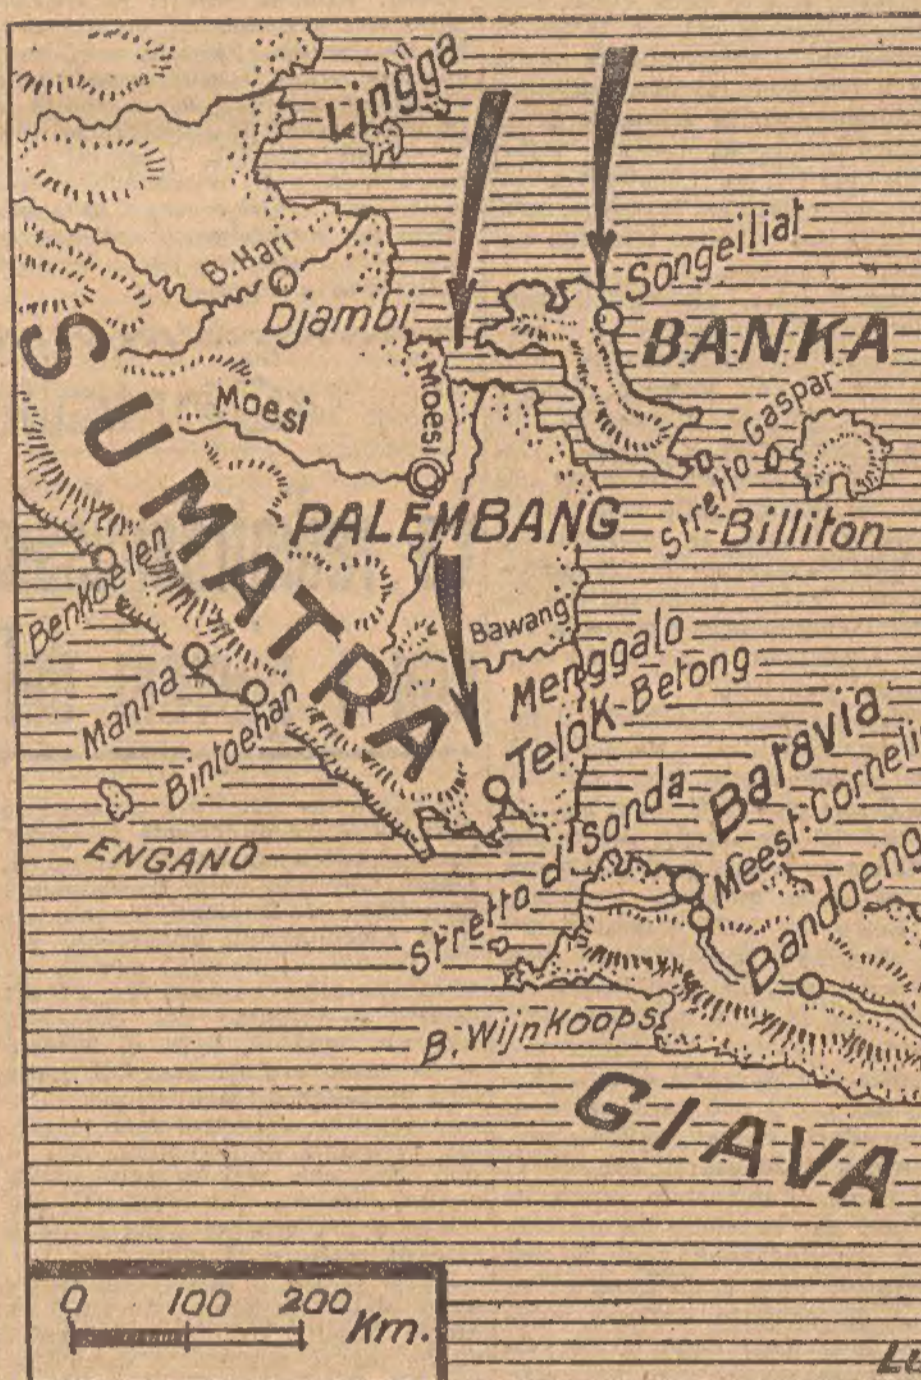 Lingga
B. Hari
Djambi
Songeiliat
BANKA
SUMATRA
Moesi
Moesi
Stretto Gaspar
PALEMBANG
Billiton
Benkoelen
Bawang
Menggalo
Manna
Bintoehan
Telok-Betong
ENGANO
Batavia
Stretto d. Sonda
Meest. Corneli
Bandoeng
B. Wijnkoops
GIAVA
0 100 200 Km.